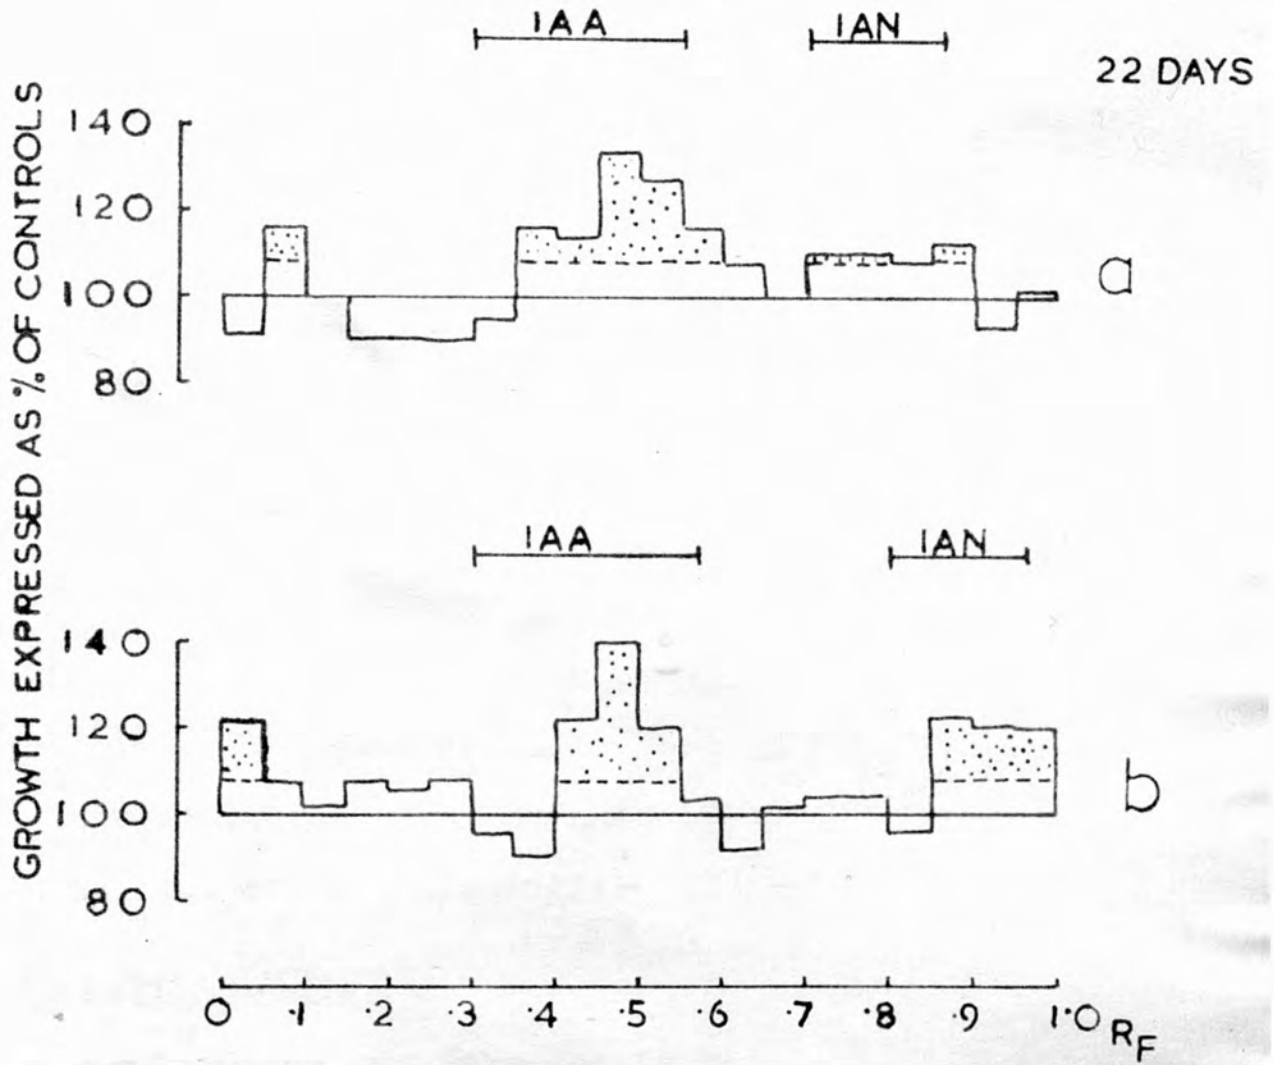 IAA
IAN
22 DAYS
GROWTH EXPRESSED AS % OF CONTROLS
140
120
100
80
a
IAA
IAN
140
120
100
80
b
0 .1 .2 .3 .4 .5 .6 .7 .8 .9 1.0 RF